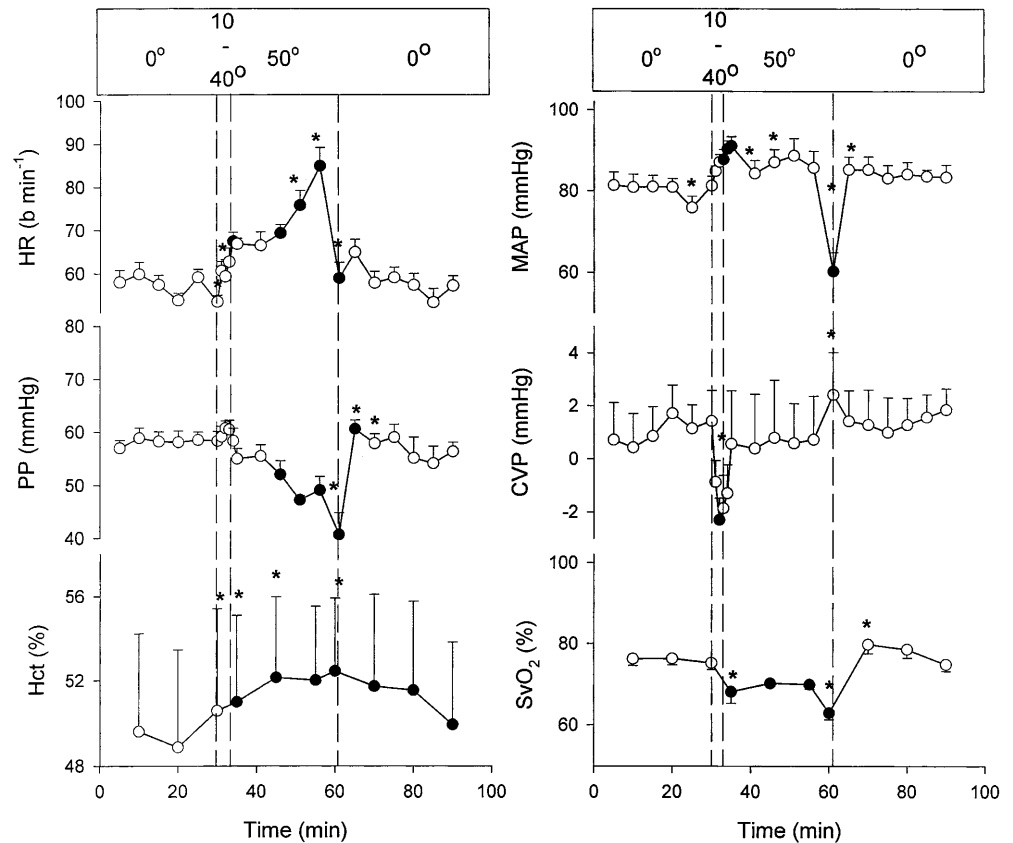 10
-
0° 50° 0°
40°
HR (b min⁻¹)
100
90
80
70
60
* * * * *
PP (mmHg)
80
70
60
50
40
* * *
Hct (%)
56
52
48
* * * *
0 20 40 60 80 100
Time (min)
10
-
0° 50° 0°
40°
MAP (mmHg)
100
80
60
* * * * *
CVP (mmHg)
4
2
0
-2
* *
SvO₂ (%)
100
80
60
* * *
0 20 40 60 80 100
Time (min)